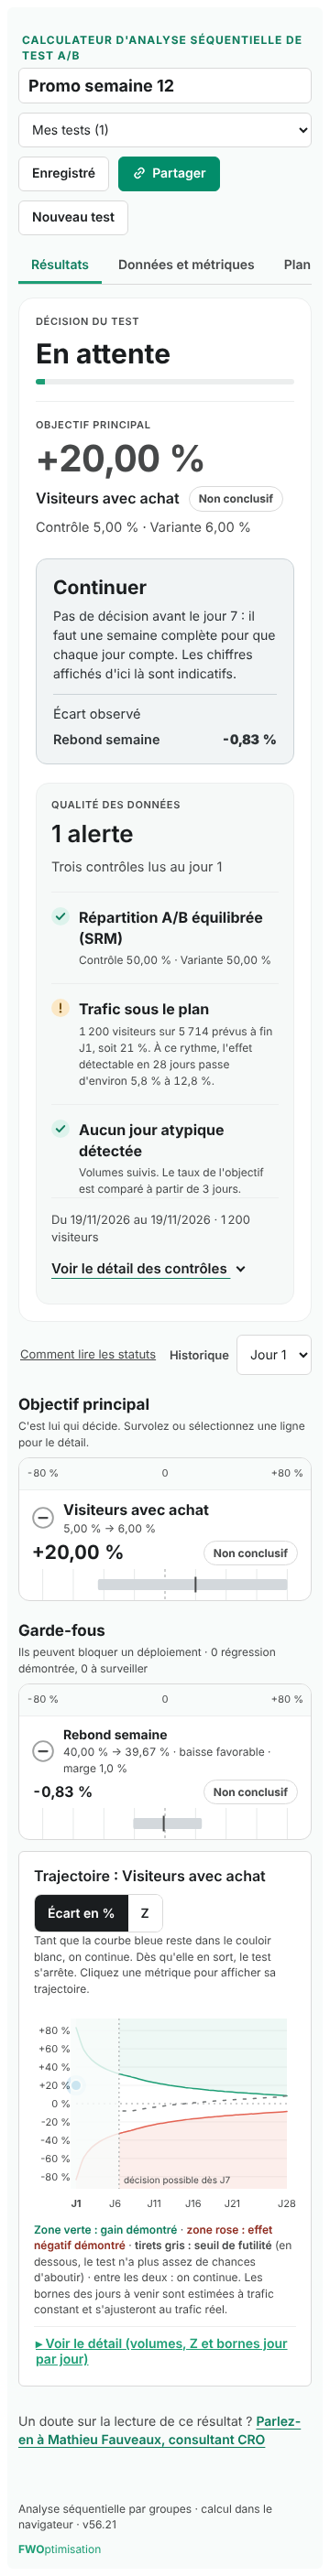 CALCULATEUR D'ANALYSE SÉQUENTIELLE DE
TEST A/B
Promo semaine 12
Mes tests (1)
Enregistré
Partager
Nouveau test
Résultats
Données et métriques
Plan
DÉCISION DU TEST
En attente
OBJECTIF PRINCIPAL
+20,00 %
Visiteurs avec achat
Non conclusif
Contrôle 5,00 % · Variante 6,00 %
Continuer
Pas de décision avant le jour 7 : il
faut une semaine complète pour que
chaque jour compte. Les chiffres
affichés d'ici là sont indicatifs.
Écart observé
Rebond semaine
-0,83 %
QUALITÉ DES DONNÉES
1 alerte
Trois contrôles lus au jour 1
Répartition A/B équilibrée
(SRM)
Contrôle 50,00 % · Variante 50,00 %
!
Trafic sous le plan
1 200 visiteurs sur 5 714 prévus à fin
J1, soit 21 %. À ce rythme, l'effet
détectable en 28 jours passe
d'environ 5,8 % à 12,8 %.
Aucun jour atypique
détectée
Volumes suivis. Le taux de l'objectif
est comparé à partir de 3 jours.
Du 19/11/2026 au 19/11/2026 · 1 200
visiteurs
Voir le détail des contrôles
Comment lire les statuts
Historique
Jour 1
Objectif principal
C'est lui qui décide. Survolez ou sélectionnez une ligne
pour le détail.
-80 %
0
+80 %
Visiteurs avec achat
5,00 % → 6,00 %
+20,00 %
Non conclusif
Garde-fous
Ils peuvent bloquer un déploiement · 0 régression
démontrée, 0 à surveiller
-80 %
0
+80 %
Rebond semaine
40,00 % → 39,67 % · baisse favorable ·
marge 1,0 %
-0,83 %
Non conclusif
Trajectoire : Visiteurs avec achat
Écart en %
Z
Tant que la courbe bleue reste dans le couloir
blanc, on continue. Dès qu'elle en sort, le test
s'arrête. Cliquez une métrique pour afficher sa
trajectoire.
+80 %
+60 %
+40 %
+20 %
0 %
-20 %
-40 %
-60 %
-80 %
décision possible dès J7
J1
J6
J11
J16
J21
J28
Zone verte : gain démontré · zone rose : effet
négatif démontré · tirets gris : seuil de futilité (en
dessous, le test n'a plus assez de chances
d'aboutir) · entre les deux : on continue. Les
bornes des jours à venir sont estimées à trafic
constant et s'ajusteront au trafic réel.
▸ Voir le détail (volumes, Z et bornes jour
par jour)
Un doute sur la lecture de ce résultat ? Parlez-
en à Mathieu Fauveaux, consultant CRO
Analyse séquentielle par groupes · calcul dans le
navigateur · v56.21
FWOptimisation